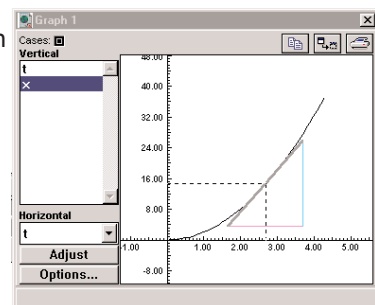 n
Graph 1
Cases:
Vertical
t
x
Horizontal
t
Adjust
Options...
48.00
40.00
32.00
24.00
16.00
8.00
-8.00
-1.00 1.00 2.00 3.00 4.00 5.00